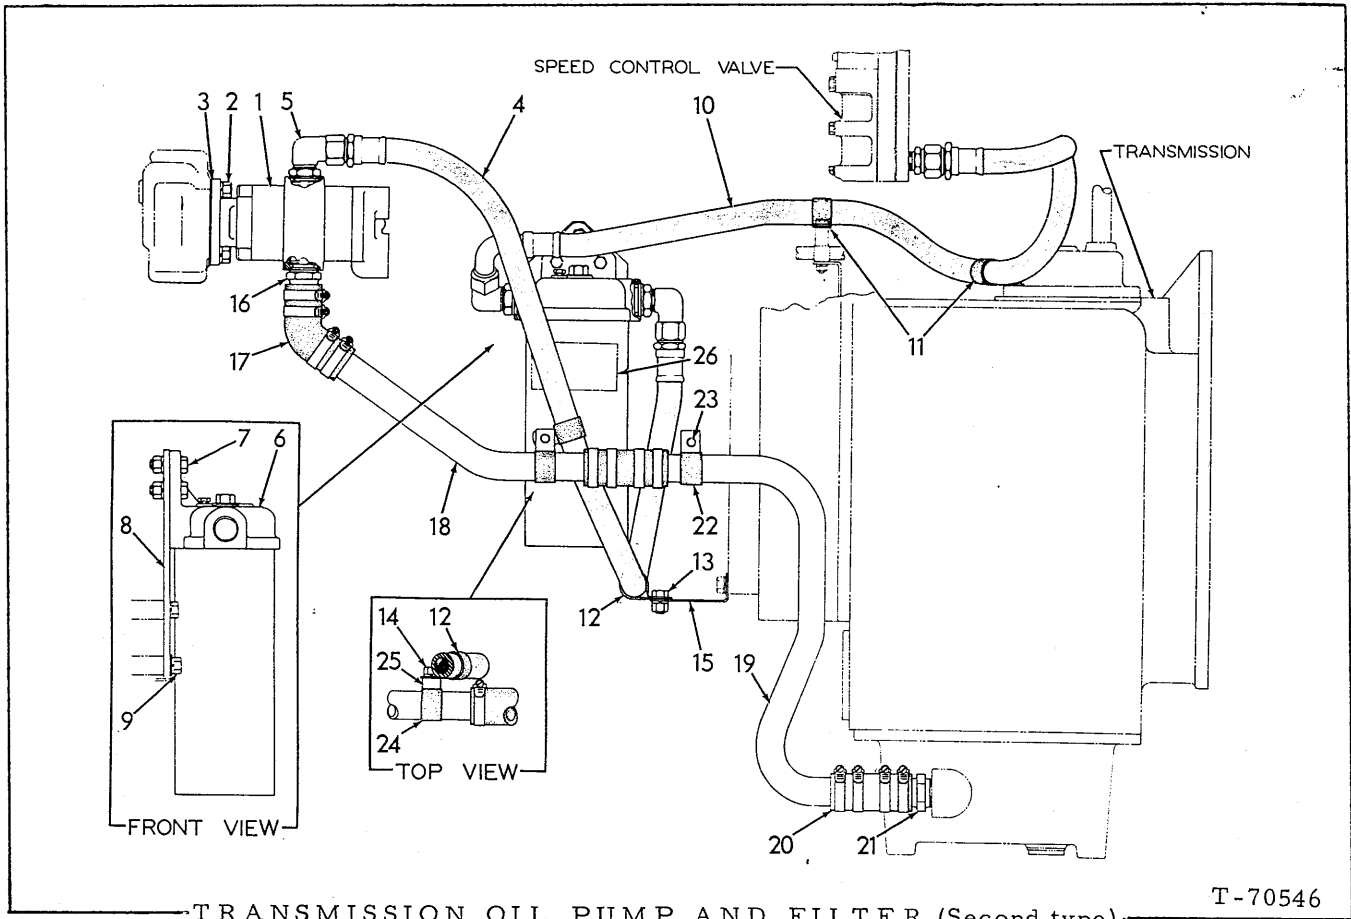 SPEED CONTROL VALVE
3 2 1 5 4 10
TRANSMISSION
16
11
17
26
23
7 6
8
18
22
13
12
14 12
15
19
25
9
24
TOP VIEW
FRONT VIEW
20 21
T-70546
TRANSMISSION OIL PUMP AND FILTER (Second type)